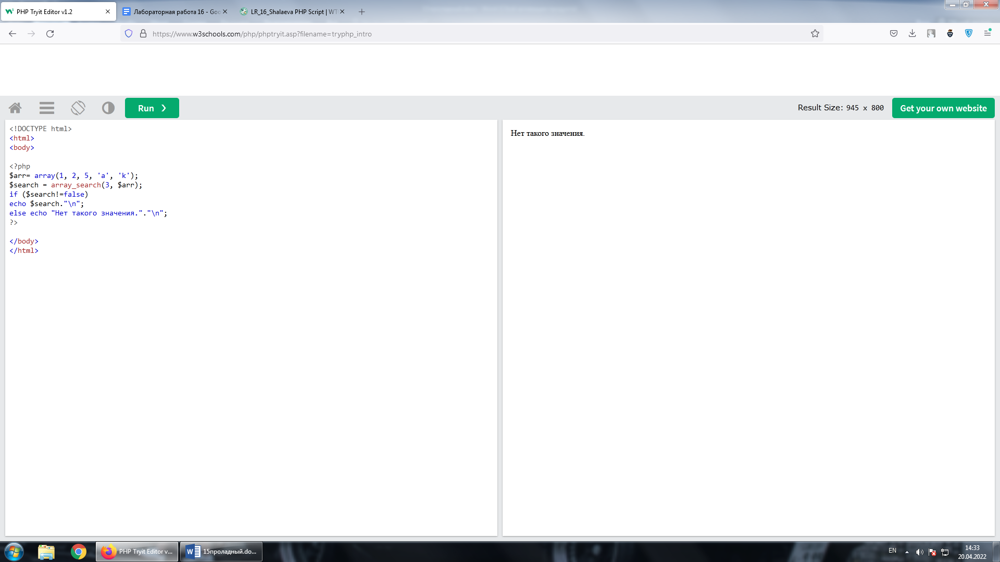 PHP Tryit Editor v1.2
Лабораторная работа 16 - Goo
LR_16_Shalaeva PHP Script | WT
https://www.w3schools.com/php/phptryit.asp?filename=tryphp_intro
Run ❯
Result Size: 945 x 800
Get your own website
<!DOCTYPE html>
<html>
<body>
<?php
$arr= array(1, 2, 5, 'a', 'k');
$search = array_search(3, $arr);
if ($search!=false)
echo $search."\n";
else echo "Нет такого значения."."\n";
?>
</body>
</html>
Нет такого значения.
PHP Tryit Editor v...
15проладный.do...
EN
14:33
20.04.2022